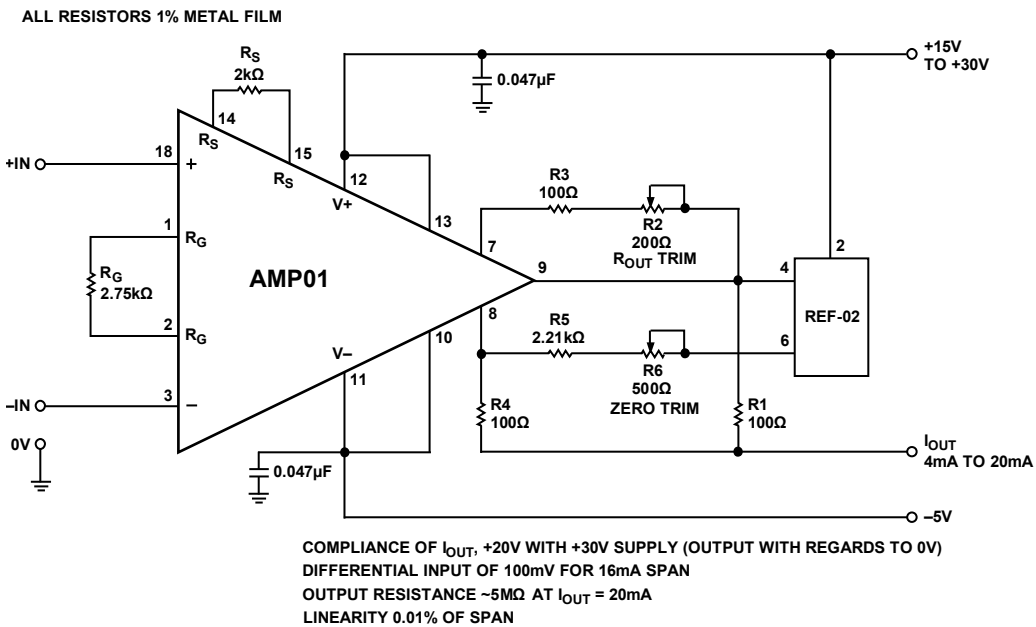 ALL RESISTORS 1% METAL FILM
+15V
TO +30V
RS
2kΩ
0.047µF
14
RS
15
RS
+IN
18
+
12
V+
13
R3
100Ω
R2
200Ω
ROUT TRIM
2
1
RG
7
RG
2.75kΩ
AMP01
9
4
REF-02
8
R5
2.21kΩ
6
2
RG
10
R6
500Ω
ZERO TRIM
V–
11
–IN
3
–
R4
100Ω
R1
100Ω
0V
0.047µF
IOUT
4mA TO 20mA
–5V
COMPLIANCE OF IOUT, +20V WITH +30V SUPPLY (OUTPUT WITH REGARDS TO 0V)
DIFFERENTIAL INPUT OF 100mV FOR 16mA SPAN
OUTPUT RESISTANCE ~5MΩ AT IOUT = 20mA
LINEARITY 0.01% OF SPAN